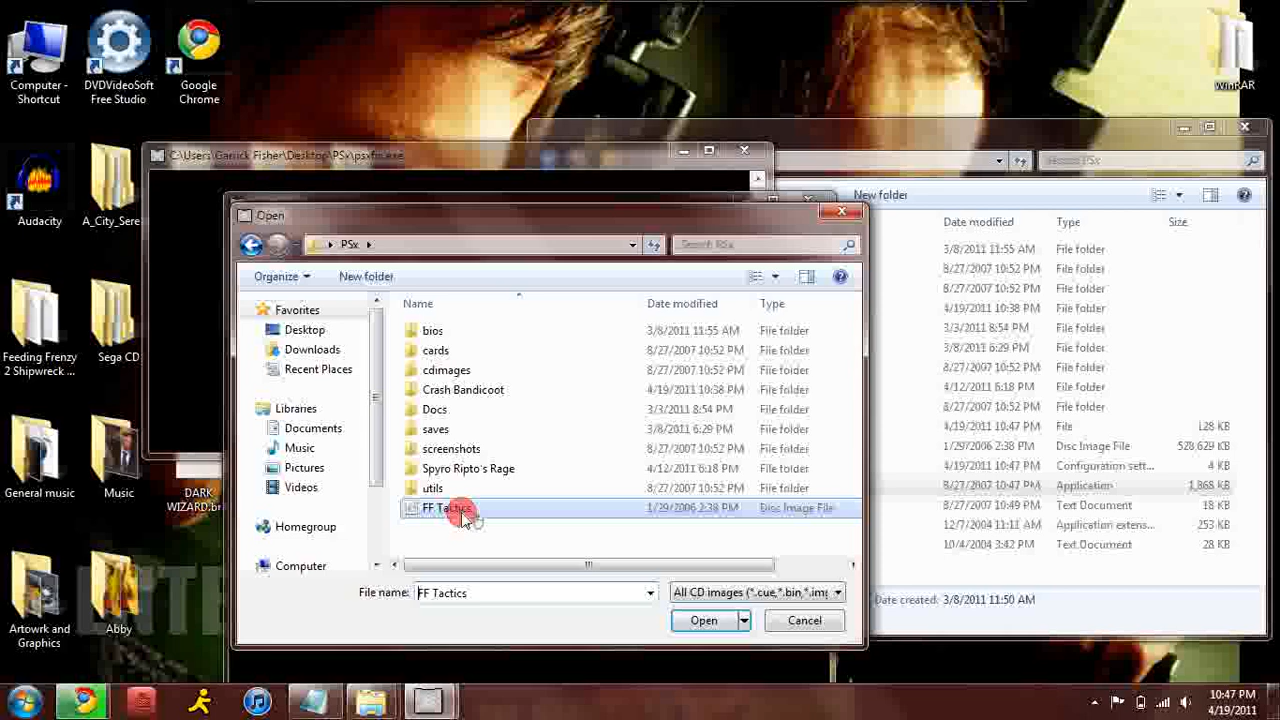 Computer -
Shortcut
DVDVideoSoft
Free Studio
Google
Chrome
WinRAR
Audacity
A_City_Sere...
Feeding Frenzy
2 Shipwreck ...
Sega CD
General music
Music
DARK
WIZARD.b
Artowrk and
Graphics
Abby
C:\Users\Garrick Fisher\Desktop\PSx\psxfin.exe
Open
PSx
Search PSx
Organize
New folder
Name
Date modified
Type
Favorites
Desktop
Downloads
Recent Places
Libraries
Documents
Music
Pictures
Videos
Homegroup
Computer
bios 3/8/2011 11:55 AM File folder
cards 8/27/2007 10:52 PM File folder
cdimages 8/27/2007 10:52 PM File folder
Crash Bandicoot 4/19/2011 10:38 PM File folder
Docs 3/3/2011 8:54 PM File folder
saves 3/8/2011 6:29 PM File folder
screenshots 8/27/2007 10:52 PM File folder
Spyro Ripto's Rage 4/12/2011 6:18 PM File folder
utils 8/27/2007 10:52 PM File folder
FF Tactics 1/29/2006 2:38 PM Disc Image File
File name: FF Tactics
All CD images (*.cue,*.bin,*.img
Open
Cancel
Search PSx
New folder
Date modified Type Size
3/8/2011 11:55 AM File folder
8/27/2007 10:52 PM File folder
8/27/2007 10:52 PM File folder
4/19/2011 10:38 PM File folder
3/3/2011 8:54 PM File folder
3/8/2011 6:29 PM File folder
8/27/2007 10:52 PM File folder
4/12/2011 6:18 PM File folder
8/27/2007 10:52 PM File folder
4/19/2011 10:47 PM File 128 KB
1/29/2006 2:38 PM Disc Image File 528,629 KB
4/19/2011 10:47 PM Configuration sett... 4 KB
8/27/2007 10:47 PM Application 1,868 KB
8/27/2007 10:49 PM Text Document 18 KB
12/7/2004 11:11 AM Application extens... 253 KB
10/4/2004 3:42 PM Text Document 28 KB
Date created: 3/8/2011 11:50 AM
10:47 PM
4/19/2011